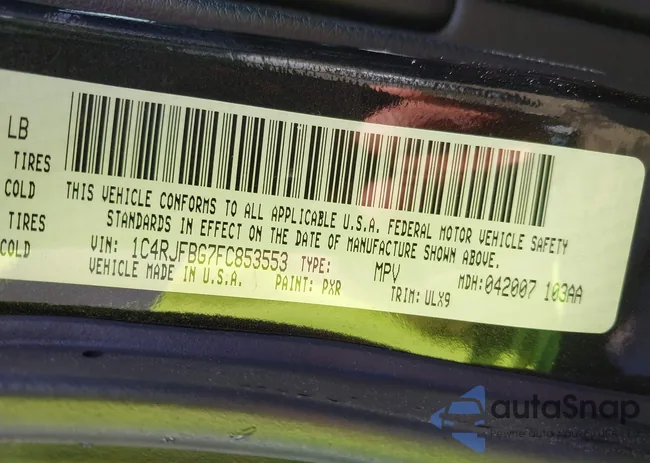 LB
TIRES
COLD
TIRES
COLD
THIS VEHICLE CONFORMS TO ALL APPLICABLE U.S.A. FEDERAL MOTOR VEHICLE SAFETY
STANDARDS IN EFFECT ON THE DATE OF MANUFACTURE SHOWN ABOVE.
VIN: 1C4RJFBG7FC853553 TYPE: MPV MDH: 042007 103AA
VEHICLE MADE IN U.S.A. PAINT: PXR TRIM: ULX9
autoSnap